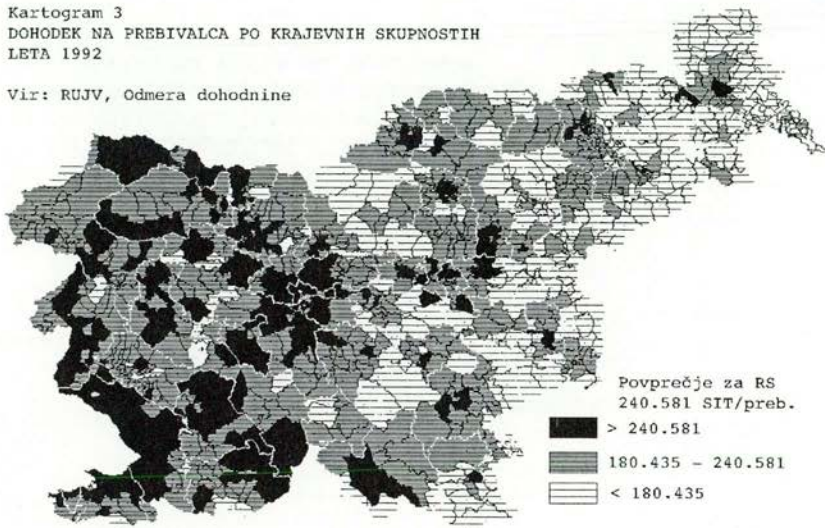 Kartogram 3
DOHODEK NA PREBIVALCA PO KRAJEVNIH SKUPNOSTIH
LETA 1992
Vir: RUJV, Odmera dohodnine
Povprečje za RS
240.581 SIT/preb.
> 240.581
180.435 - 240.581
< 180.435